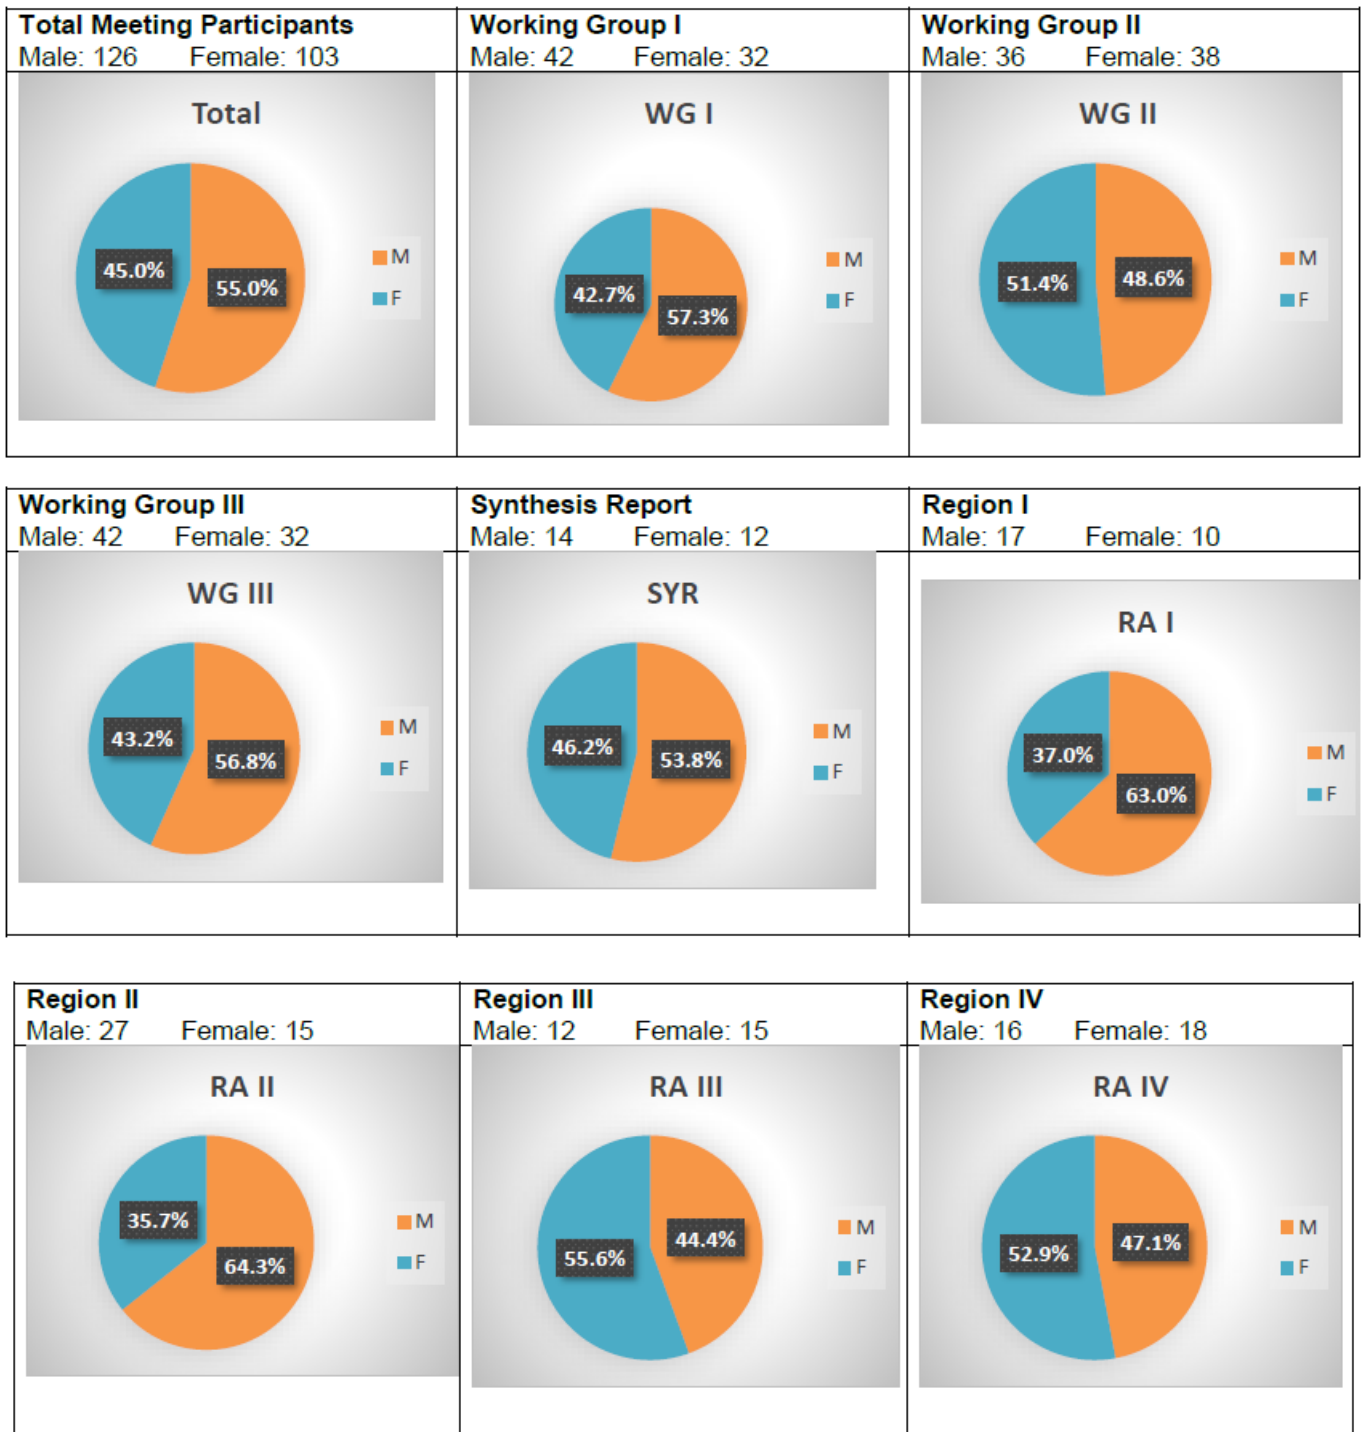 Total Meeting Participants
Male: 126 Female: 103
Total
45.0%
55.0%
M
F
Working Group I
Male: 42 Female: 32
WG I
42.7%
57.3%
M
F
Working Group II
Male: 36 Female: 38
WG II
51.4%
48.6%
M
F
Working Group III
Male: 42 Female: 32
WG III
43.2%
56.8%
M
F
Synthesis Report
Male: 14 Female: 12
SYR
46.2%
53.8%
M
F
Region I
Male: 17 Female: 10
RA I
37.0%
63.0%
M
F
Region II
Male: 27 Female: 15
RA II
35.7%
64.3%
M
F
Region III
Male: 12 Female: 15
RA III
55.6%
44.4%
M
F
Region IV
Male: 16 Female: 18
RA IV
52.9%
47.1%
M
F